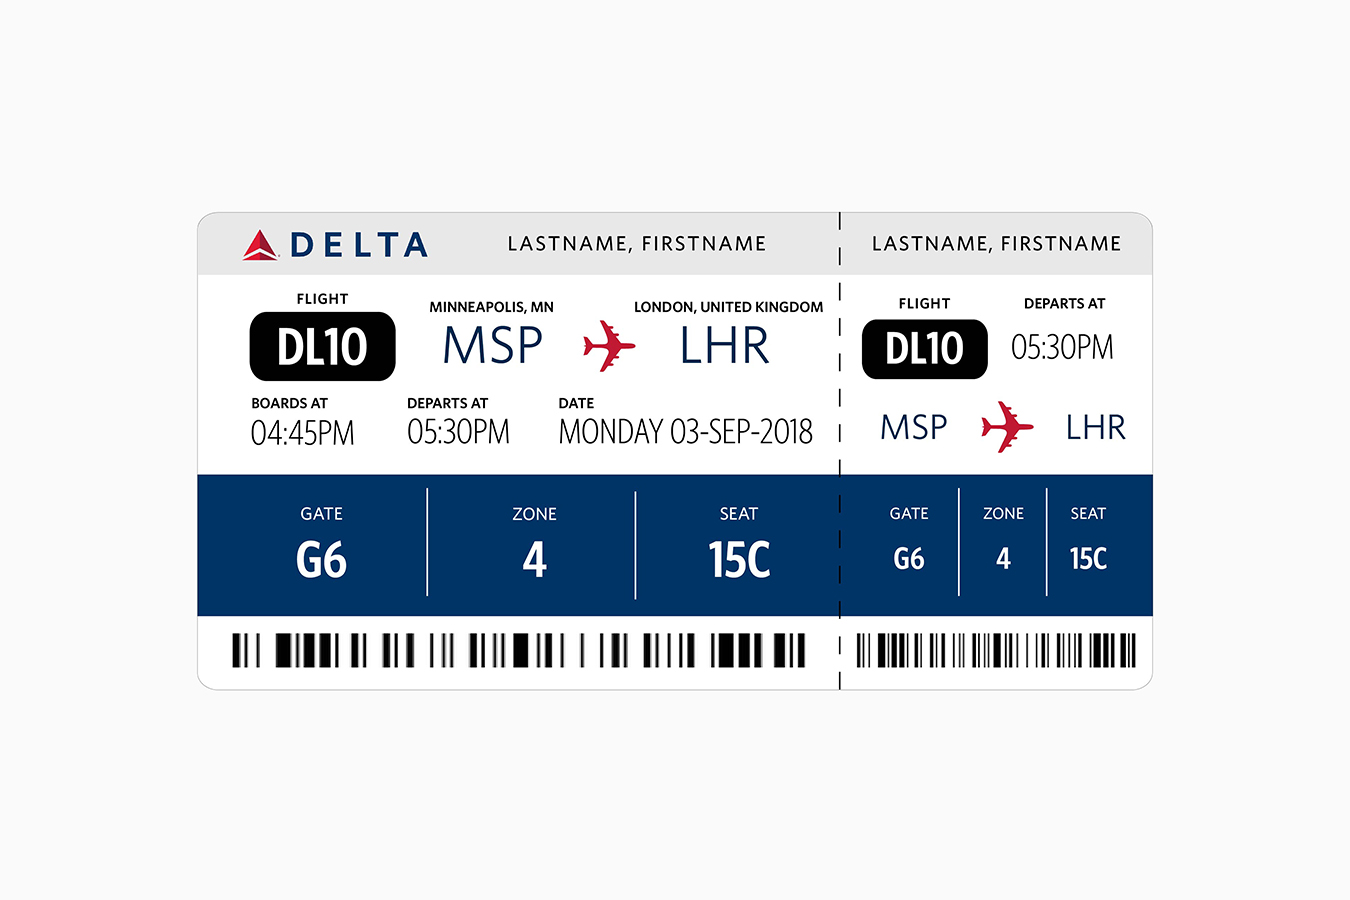 DELTA
LASTNAME, FIRSTNAME
FLIGHT
DL10
MINNEAPOLIS, MN
MSP
LONDON, UNITED KINGDOM
LHR
BOARDS AT
04:45PM
DEPARTS AT
05:30PM
DATE
MONDAY 03-SEP-2018
GATE
G6
ZONE
4
SEAT
15C
LASTNAME, FIRSTNAME
FLIGHT
DL10
DEPARTS AT
05:30PM
MSP
LHR
GATE
G6
ZONE
4
SEAT
15C